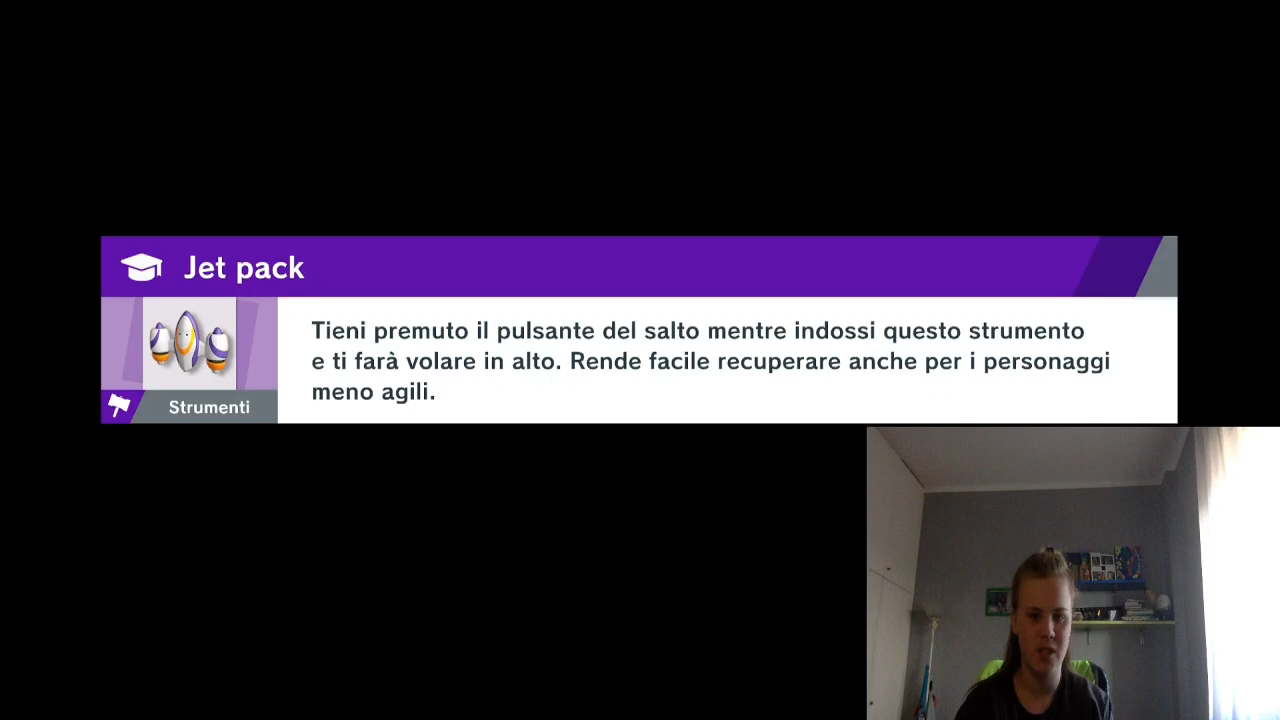 Jet pack
Tieni premuto il pulsante del salto mentre indossi questo strumento
e ti farà volare in alto. Rende facile recuperare anche per i personaggi
meno agili.
Strumenti